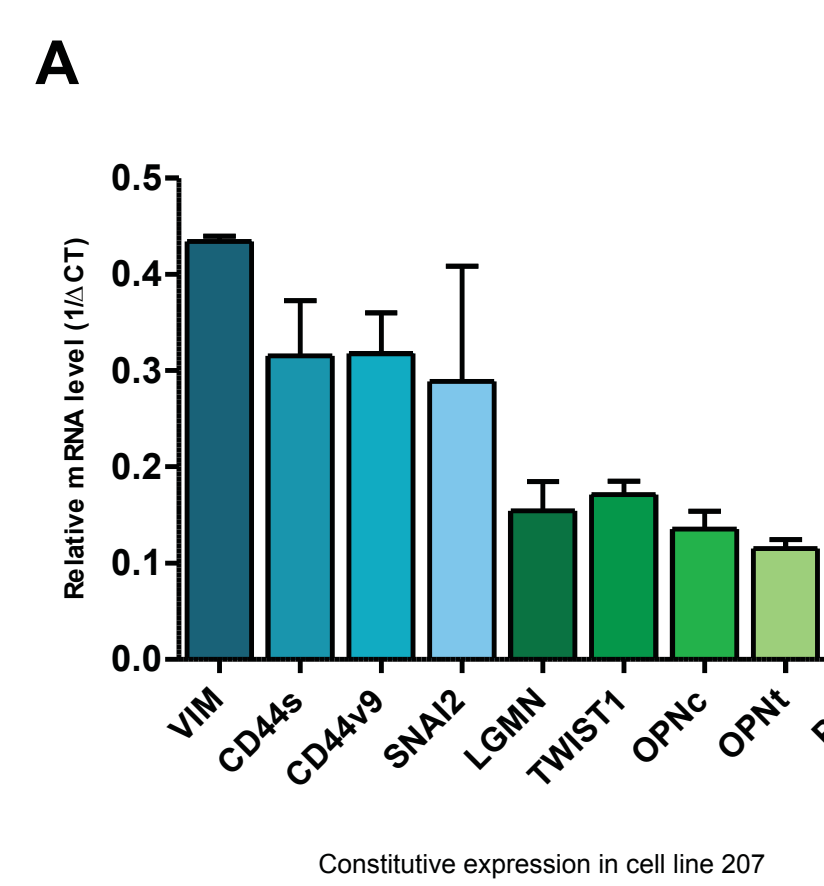 A
Relative mRNA level (1/ΔCT)
0.5
0.4
0.3
0.2
0.1
0.0
VIM
CD44s
CD44v9
SNAI2
LGMN
TWIST1
OPNc
OPNt
Constitutive expression in cell line 207